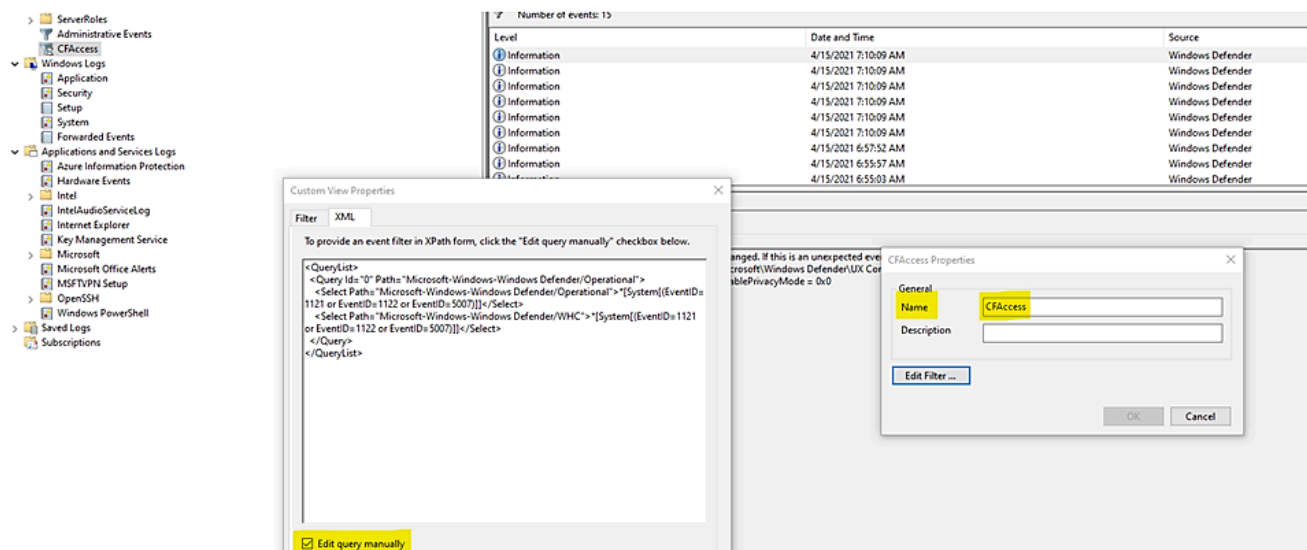 ServerRoles
Administrative Events
CFAccess
Windows Logs
Application
Security
Setup
System
Forwarded Events
Applications and Services Logs
Azure Information Protection
Hardware Events
Intel
IntelAudioServiceLog
Internet Explorer
Key Management Service
Microsoft
Microsoft Office Alerts
MSFTVPN Setup
OpenSSH
Windows PowerShell
Saved Logs
Subscriptions
Number of events: 15
Level Date and Time Source
Information 4/15/2021 7:10:09 AM Windows Defender
Information 4/15/2021 7:10:09 AM Windows Defender
Information 4/15/2021 7:10:09 AM Windows Defender
Information 4/15/2021 7:10:09 AM Windows Defender
Information 4/15/2021 7:10:09 AM Windows Defender
Information 4/15/2021 7:10:09 AM Windows Defender
Information 4/15/2021 6:57:52 AM Windows Defender
Information 4/15/2021 6:55:57 AM Windows Defender
Information 4/15/2021 6:55:03 AM Windows Defender
Custom View Properties
Filter XML
To provide an event filter in XPath form, click the "Edit query manually" checkbox below.
<QueryList>
<Query Id="0" Path="Microsoft-Windows-Windows Defender/Operational">
<Select Path="Microsoft-Windows-Windows Defender/Operational">*[System[(EventID=
1121 or EventID=1122 or EventID=5007)]]</Select>
<Select Path="Microsoft-Windows-Windows Defender/WHC">*[System[(EventID=1121
or EventID=1122 or EventID=5007)]]</Select>
</Query>
</QueryList>
Edit query manually
anged. If this is an unexpected eve
crosoft\Windows Defender\UX Cor
ablePrivacyMode = 0x0
CFAccess Properties
General
Name CFAccess
Description
Edit Filter ...
OK Cancel